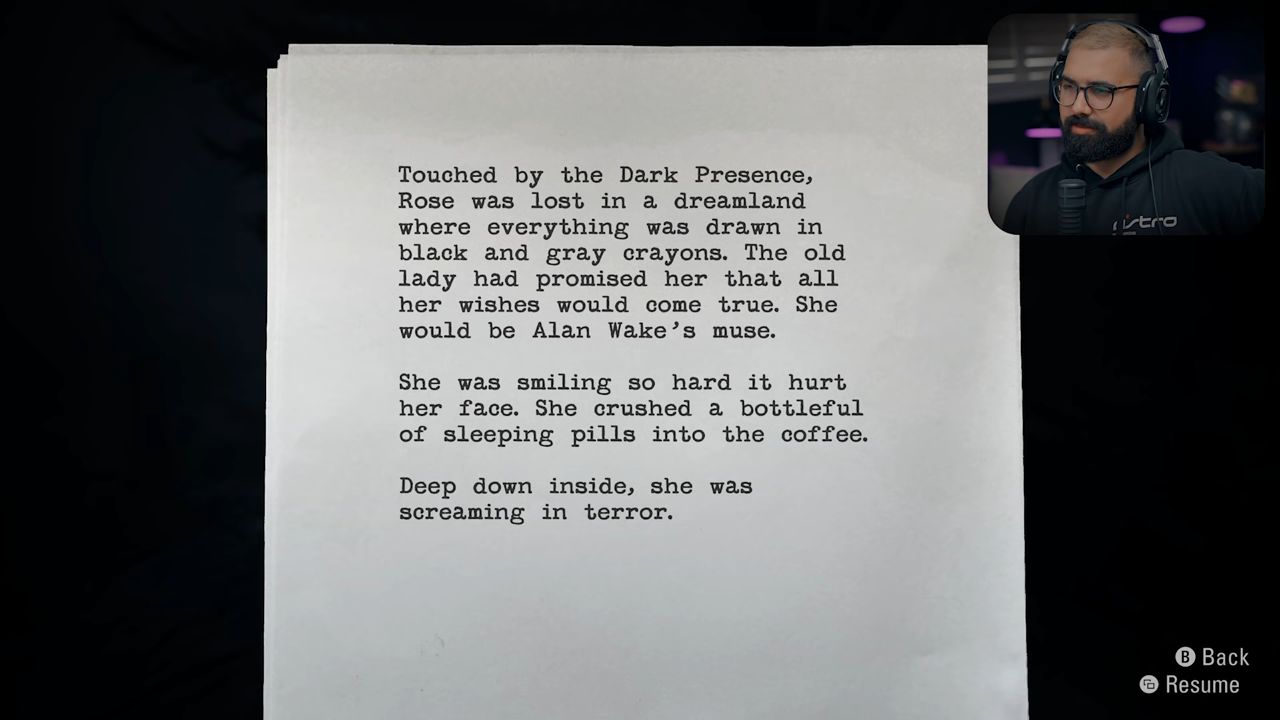 Touched by the Dark Presence,
Rose was lost in a dreamland
where everything was drawn in
black and gray crayons. The old
lady had promised her that all
her wishes would come true. She
would be Alan Wake’s muse.
She was smiling so hard it hurt
her face. She crushed a bottleful
of sleeping pills into the coffee.
Deep down inside, she was
screaming in terror.
astro
B Back
Resume